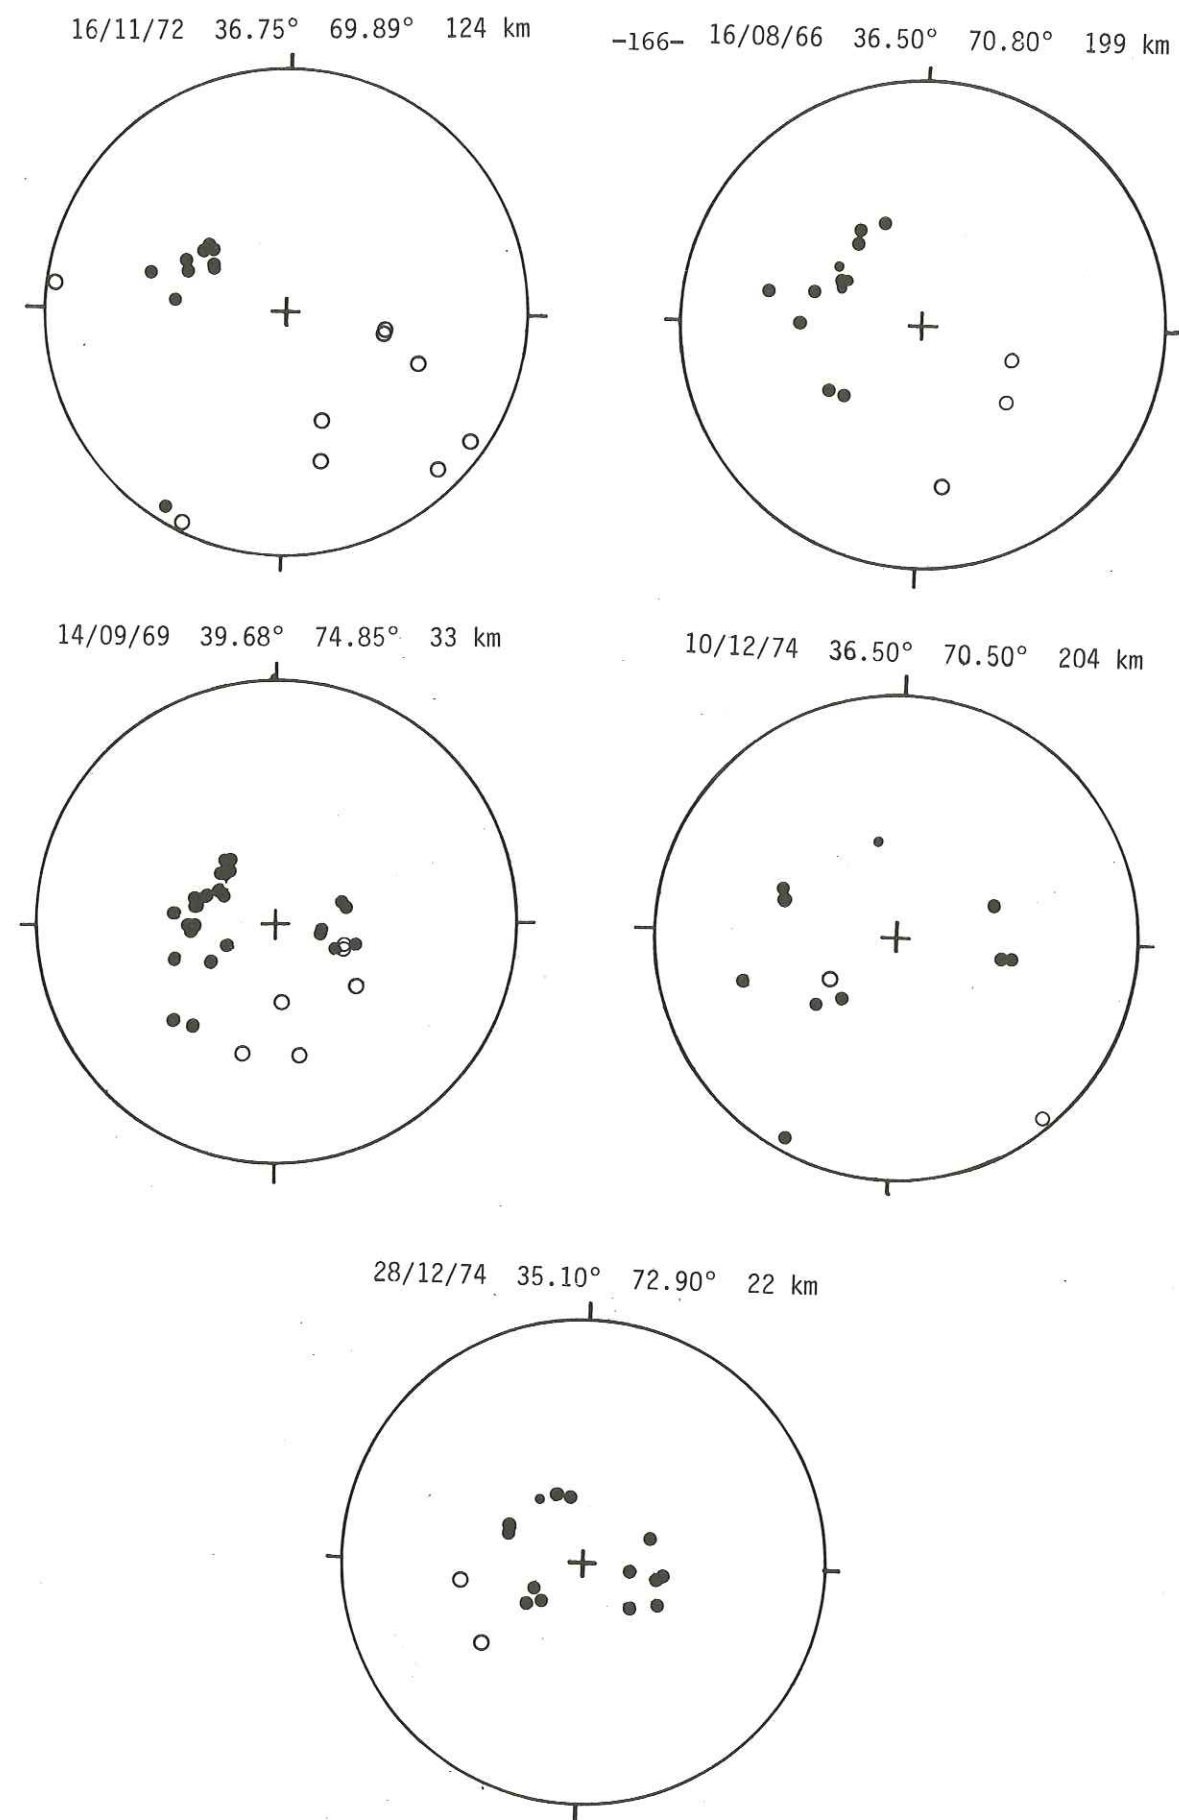 16/11/72 36.75° 69.89° 124 km
-166- 16/08/66 36.50° 70.80° 199 km
14/09/69 39.68° 74.85° 33 km
10/12/74 36.50° 70.50° 204 km
28/12/74 35.10° 72.90° 22 km